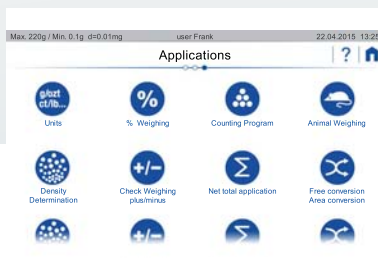 Max. 220g / Min. 0.1g d=0.01mg user Frank 22.04.2015 13:25
Applications
?
g/ozt
ct/lb...
%
+/−
Σ
Units
% Weighing
Counting Program
Animal Weighing
Density
Determination
Check Weighing
plus/minus
Net total application
Free conversion
Area conversion
+/−
Σ